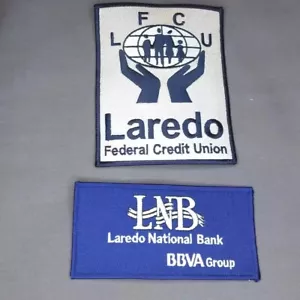 L F C U
Laredo
Federal Credit Union
LNB
Laredo National Bank
BBVA Group